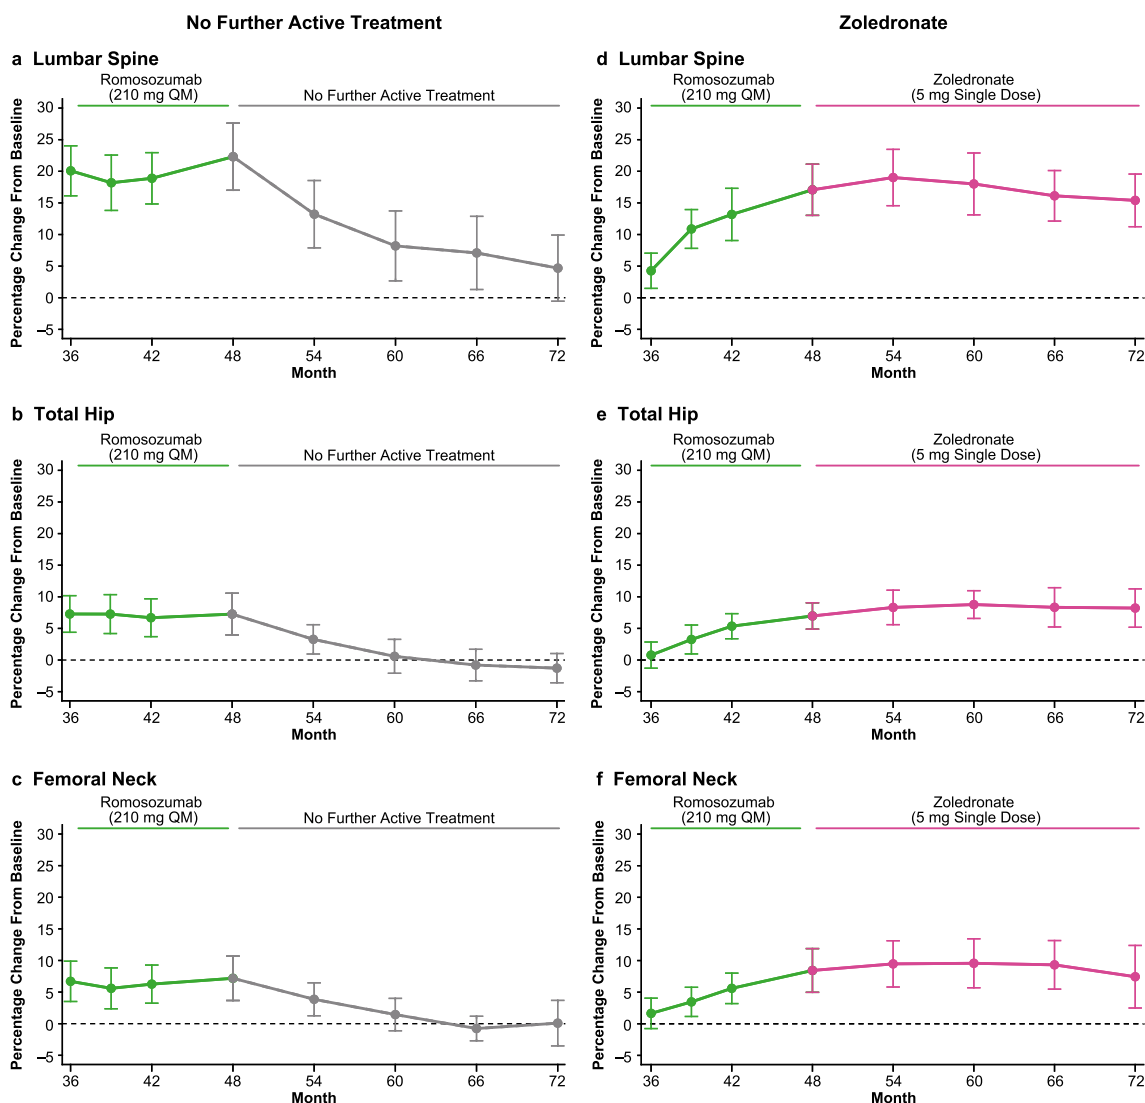 No Further Active Treatment
Zoledronate
a Lumbar Spine
Romosozumab
(210 mg QM)
No Further Active Treatment
Percentage Change From Baseline
30
25
20
15
10
5
0
–5
36 42 48 54 60 66 72
Month
d Lumbar Spine
Romosozumab
(210 mg QM)
Zoledronate
(5 mg Single Dose)
Percentage Change From Baseline
30
25
20
15
10
5
0
–5
36 42 48 54 60 66 72
Month
b Total Hip
Romosozumab
(210 mg QM)
No Further Active Treatment
Percentage Change From Baseline
30
25
20
15
10
5
0
–5
36 42 48 54 60 66 72
Month
e Total Hip
Romosozumab
(210 mg QM)
Zoledronate
(5 mg Single Dose)
Percentage Change From Baseline
30
25
20
15
10
5
0
–5
36 42 48 54 60 66 72
Month
c Femoral Neck
Romosozumab
(210 mg QM)
No Further Active Treatment
Percentage Change From Baseline
30
25
20
15
10
5
0
–5
36 42 48 54 60 66 72
Month
f Femoral Neck
Romosozumab
(210 mg QM)
Zoledronate
(5 mg Single Dose)
Percentage Change From Baseline
30
25
20
15
10
5
0
–5
36 42 48 54 60 66 72
Month